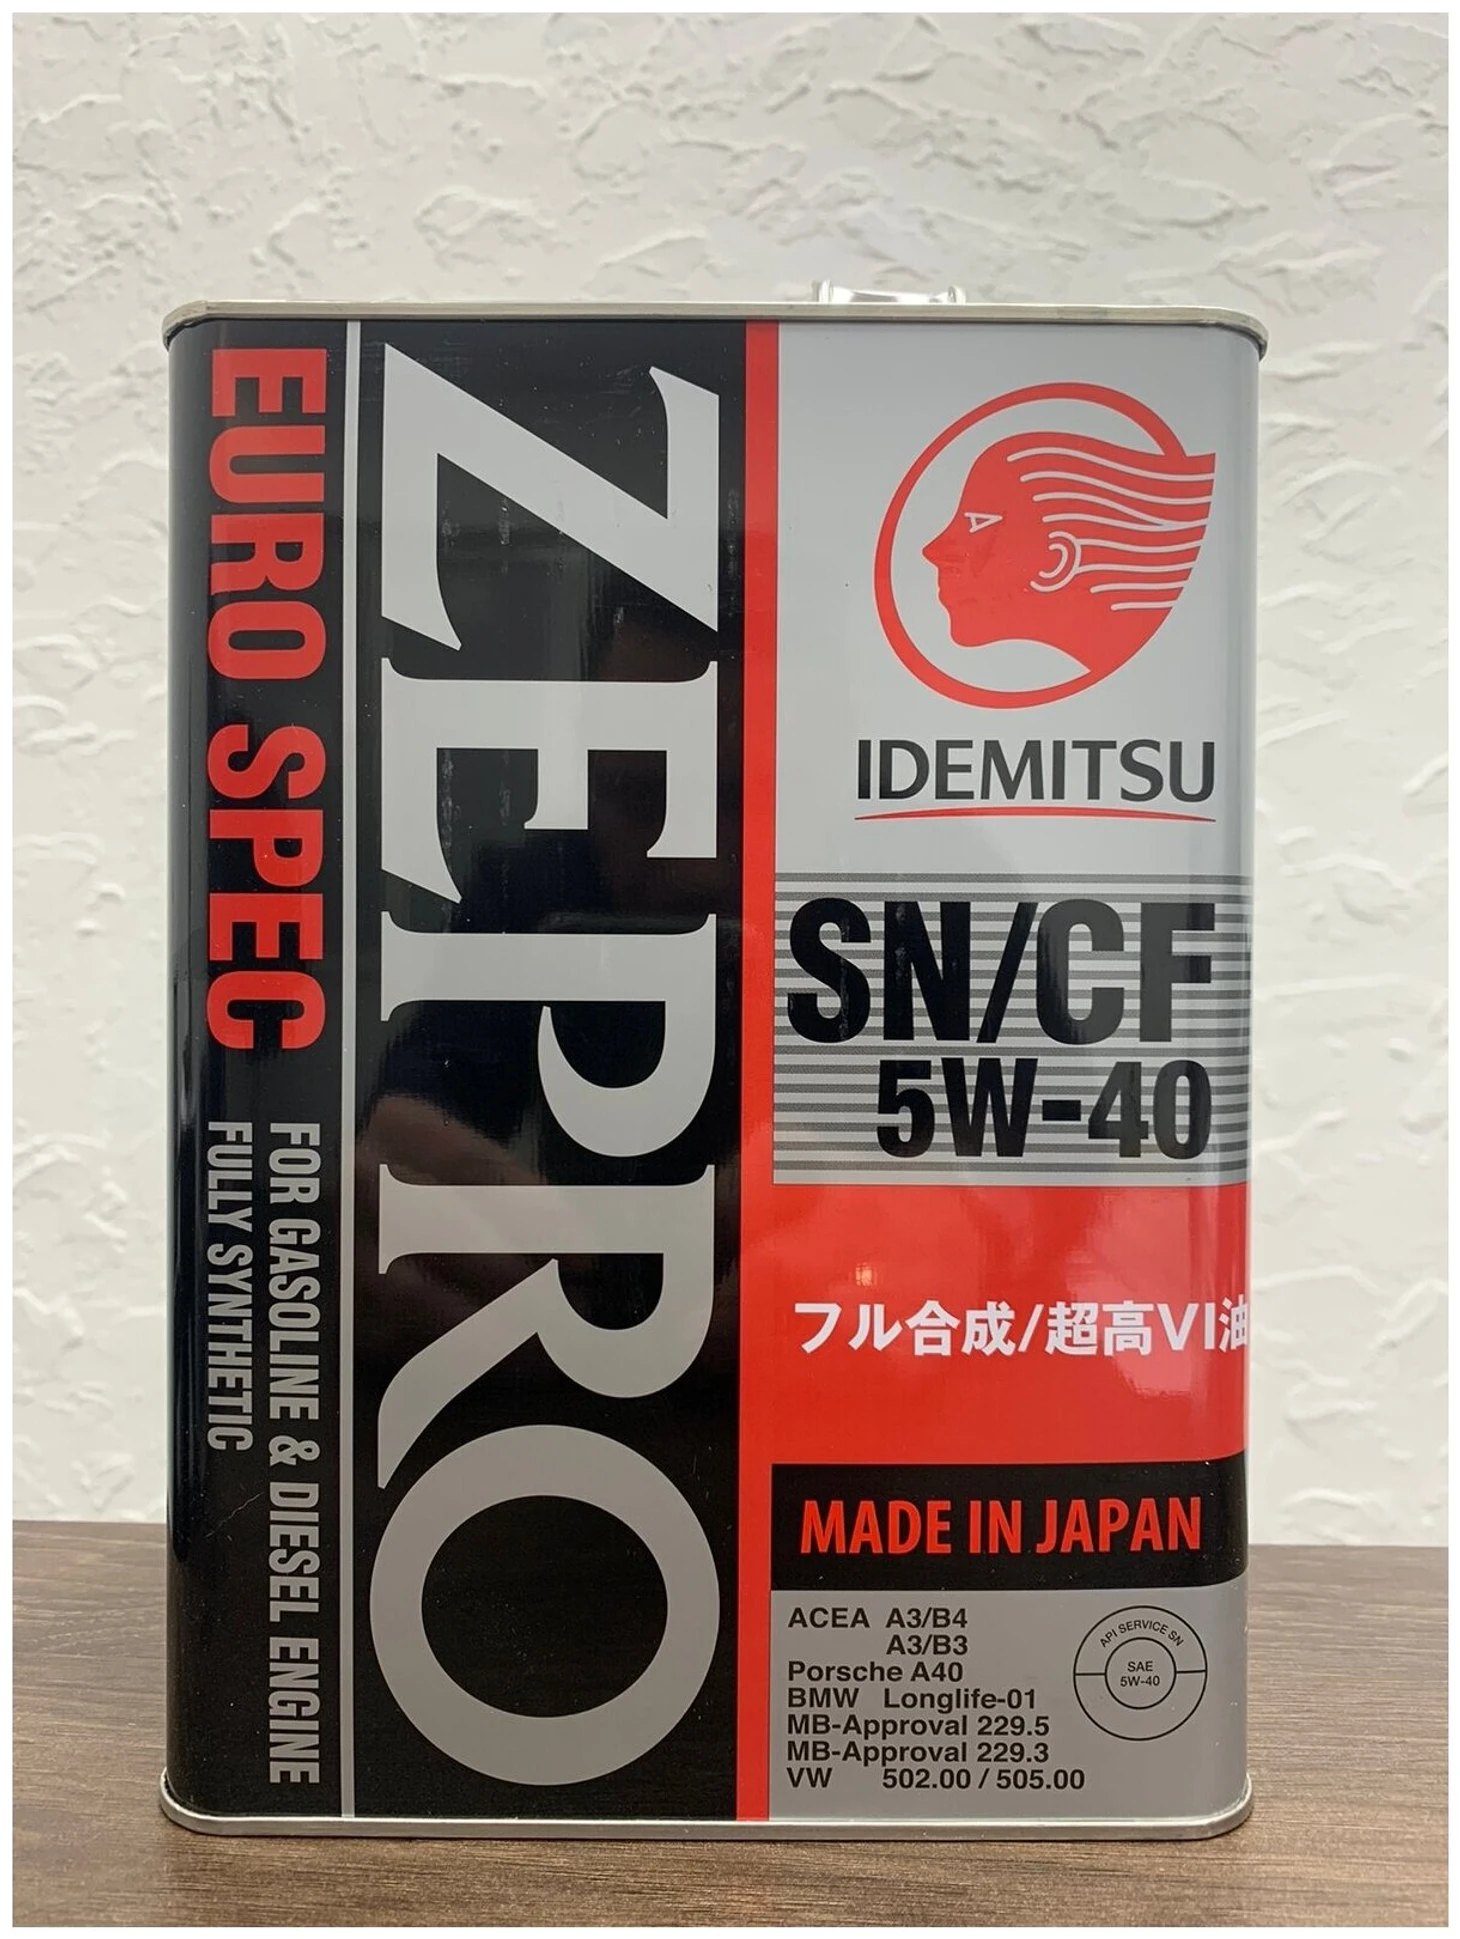 EURO SPEC
FOR GASOLINE & DIESEL ENGINE
FULLY SYNTHETIC
ZEPRO
IDEMITSU
SN/CF
5W-40
フル合成/超高VI油
MADE IN JAPAN
ACEA A3/B4
A3/B3
Porsche A40
BMW Longlife-01
MB-Approval 229.5
MB-Approval 229.3
VW 502.00 / 505.00
API SERVICE SN
SAE
5W-40